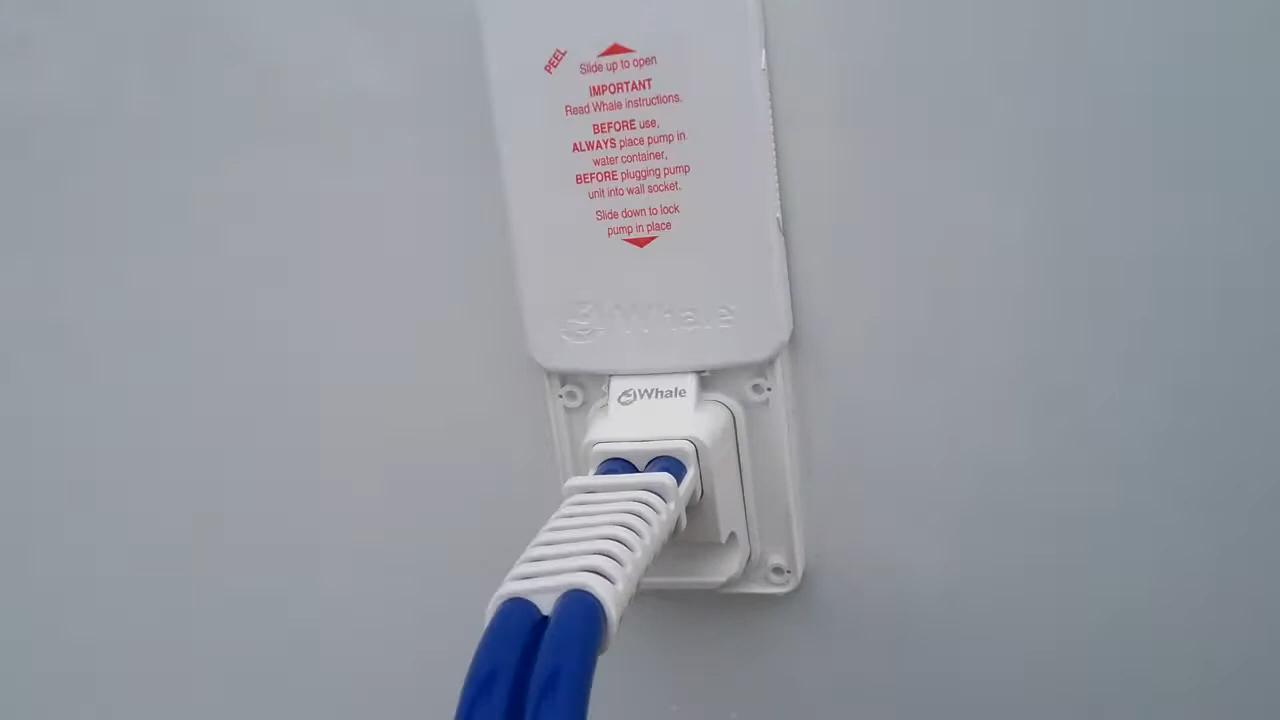 PEEL
Slide up to open
IMPORTANT
Read Whale instructions.
BEFORE use,
ALWAYS place pump in
water container,
BEFORE plugging pump
unit into wall socket.
Slide down to lock
pump in place
Whale
Whale